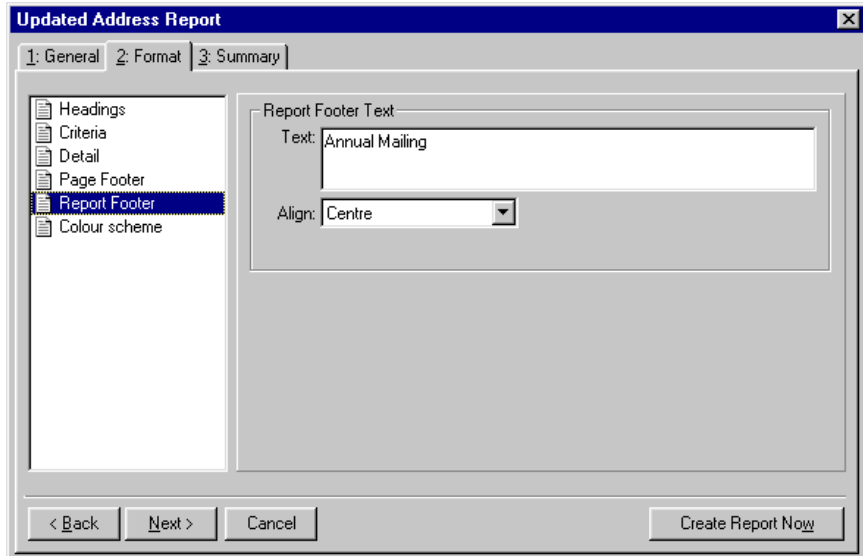 Updated Address Report
1: General 2: Format 3: Summary
Headings
Criteria
Detail
Page Footer
Report Footer
Colour scheme
Report Footer Text
Text: Annual Mailing
Align: Centre
< Back Next > Cancel Create Report Now